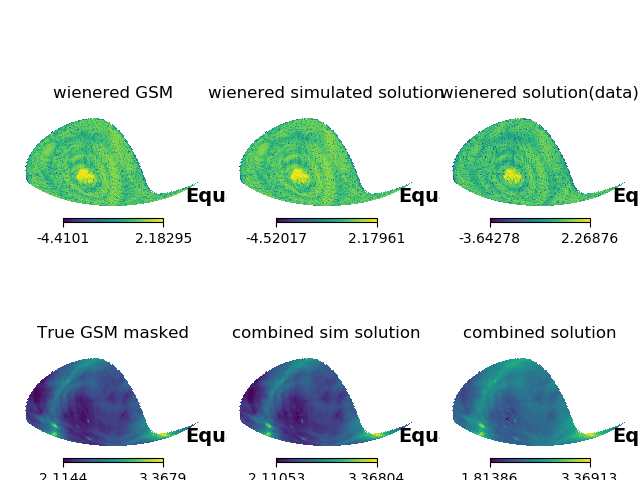 wienered GSM wienered simulated solution wienered solution(data)
Equ Equ Eq
-4.4101 2.18295 -4.52017 2.17961 -3.64278 2.26876
True GSM masked combined sim solution combined solution
Equ Equ Eq
2.1144 3.3679 2.11053 3.36804 1.81386 3.36913